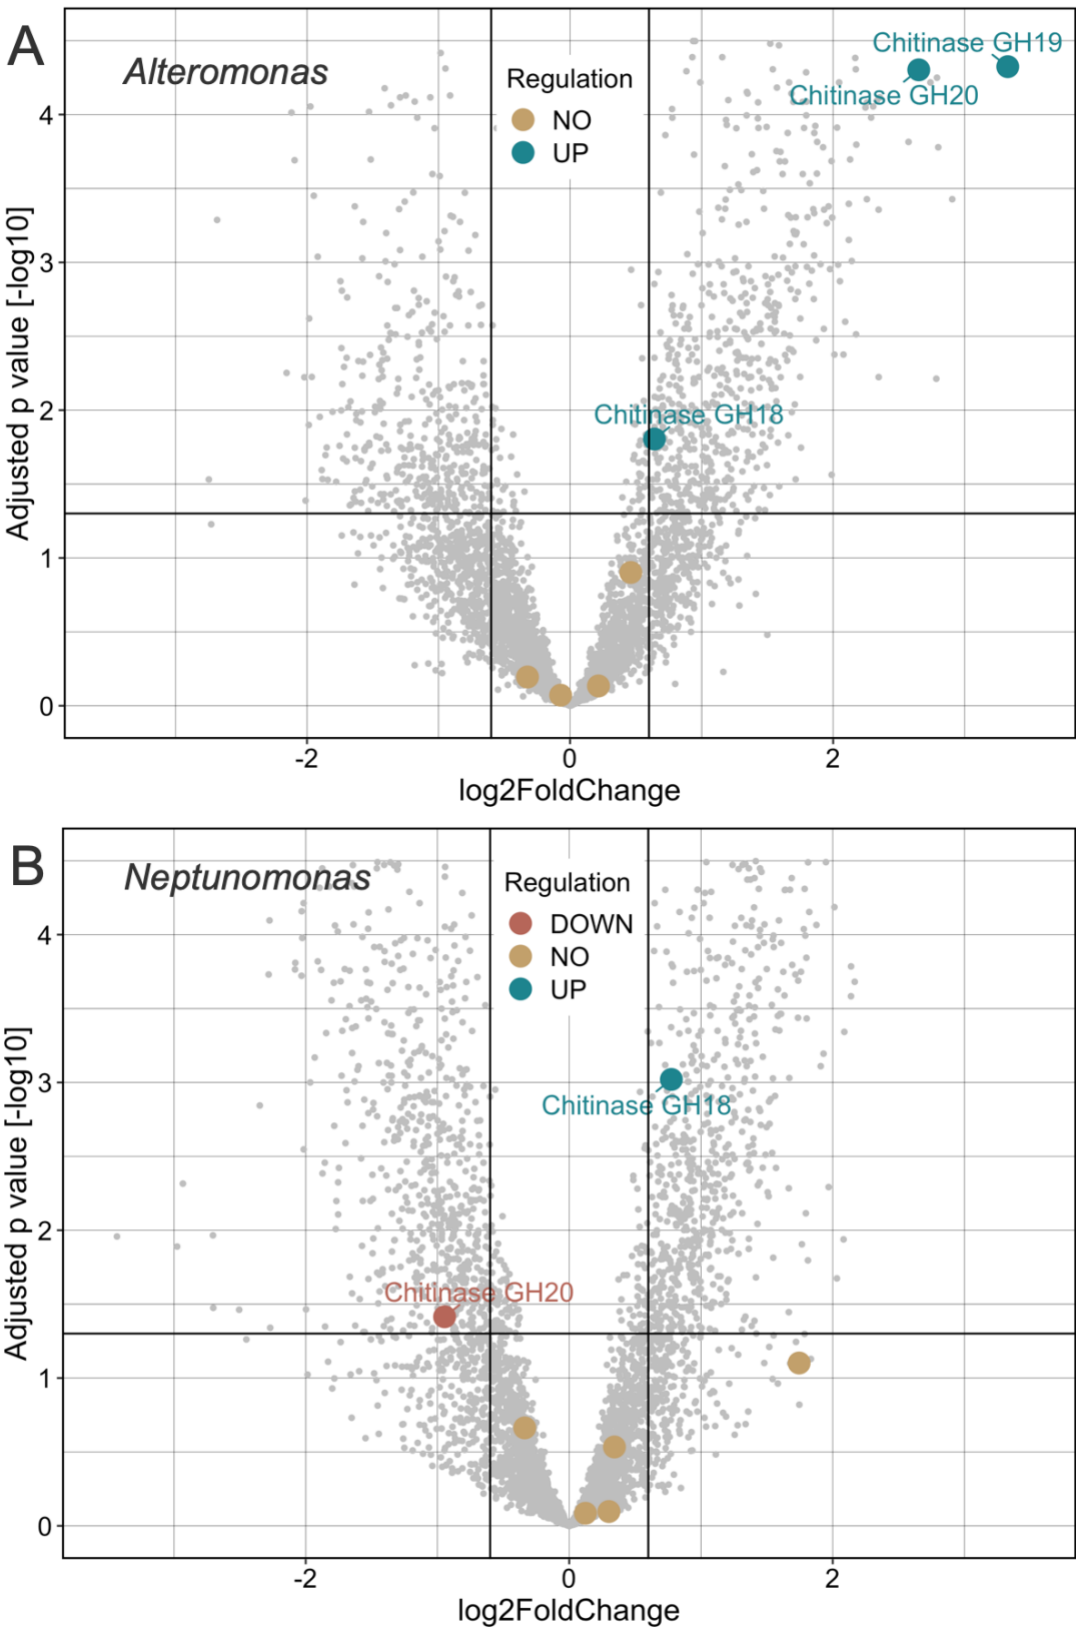 A
Alteromonas
Regulation
NO
UP
Chitinase GH19
Chitinase GH20
Chitinase GH18
Adjusted p value [-log10]
4
3
2
1
0
-2
0
2
log2FoldChange
B
Neptunomonas
Regulation
DOWN
NO
UP
Chitinase GH18
Chitinase GH20
Adjusted p value [-log10]
4
3
2
1
0
-2
0
2
log2FoldChange